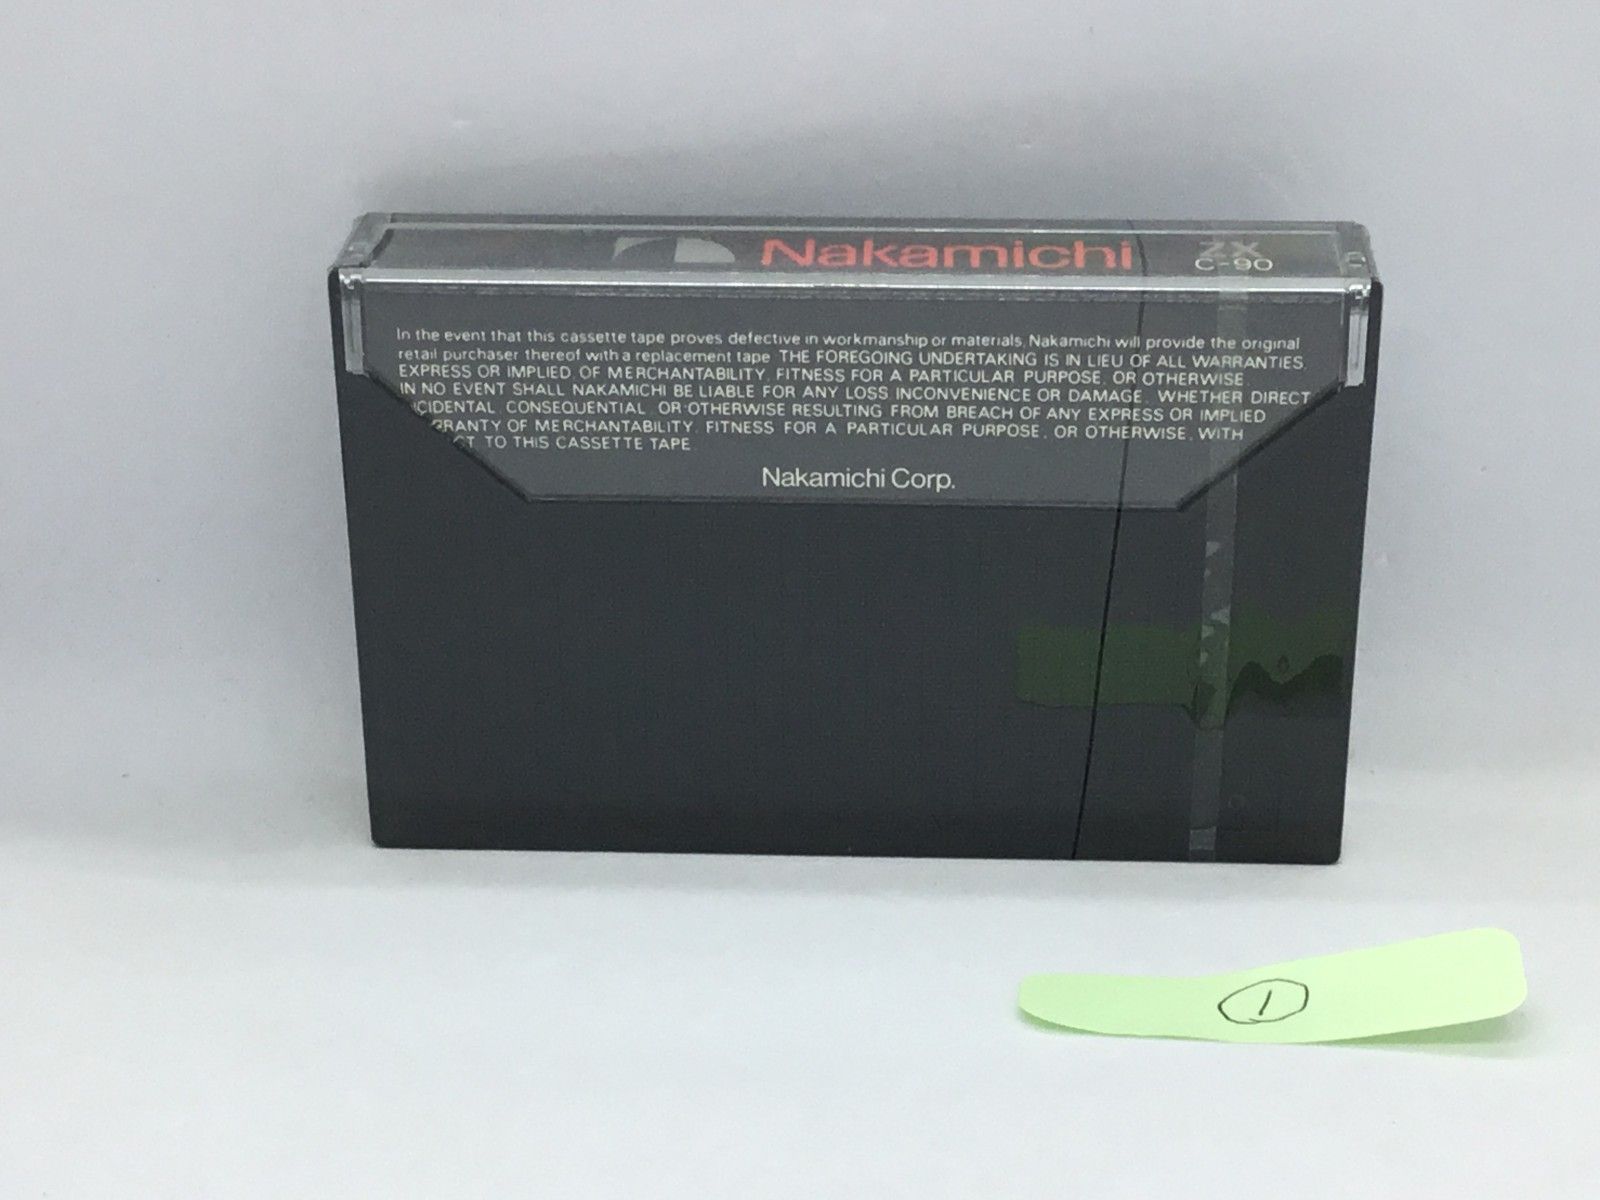 Nakamichi
ZX
C-90
In the event that this cassette tape proves defective in workmanship or materials, Nakamichi will provide the original
retail purchaser thereof with a replacement tape. THE FOREGOING UNDERTAKING IS IN LIEU OF ALL WARRANTIES,
EXPRESS OR IMPLIED, OF MERCHANTABILITY, FITNESS FOR A PARTICULAR PURPOSE, OR OTHERWISE.
IN NO EVENT SHALL NAKAMICHI BE LIABLE FOR ANY LOSS INCONVENIENCE OR DAMAGE, WHETHER DIRECT,
CIDENTAL, CONSEQUENTIAL, OR OTHERWISE RESULTING FROM BREACH OF ANY EXPRESS OR IMPLIED
RRANTY OF MERCHANTABILITY, FITNESS FOR A PARTICULAR PURPOSE, OR OTHERWISE, WITH
CT TO THIS CASSETTE TAPE.
Nakamichi Corp.
1